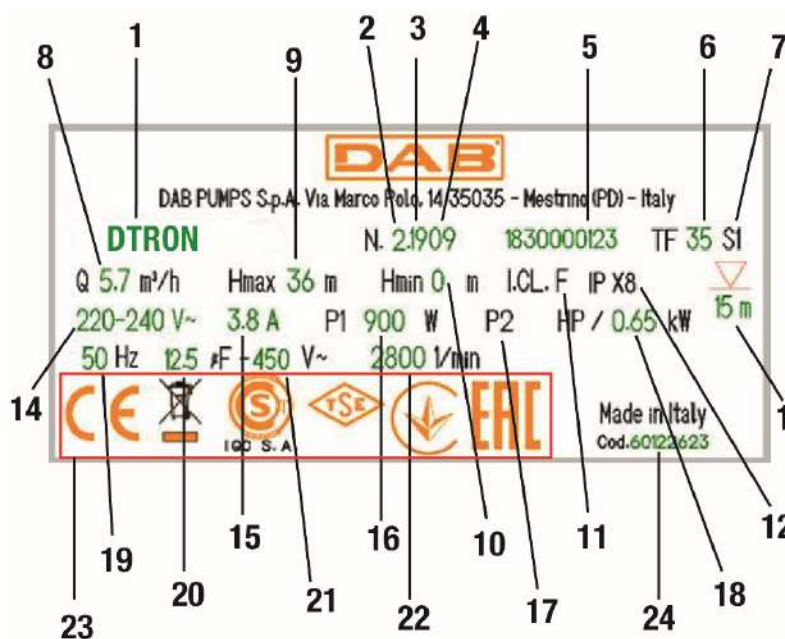 1 2 3 4 5 6 7
8 9
DAB
DAB PUMPS S.p.A. Via Marco Polo, 14 35035 - Mestrino (PD) - Italy
DTRON N. 2.1909 1830000123 TF 35 S1
Q 5.7 m³/h Hmax 36 m Hmin 0 m I.CL. F IP X8
15 m
220-240 V~ 3.8 A P1 900 W P2 HP / 0.65 kW
50 Hz 12.5 µF - 450 V~ 2800 1/min
14 1
CE S TSE EAC
IQC S.A
Made in Italy
Cod.60122623
19 15 16 10 11 12
20 21 22 17 18
23 24